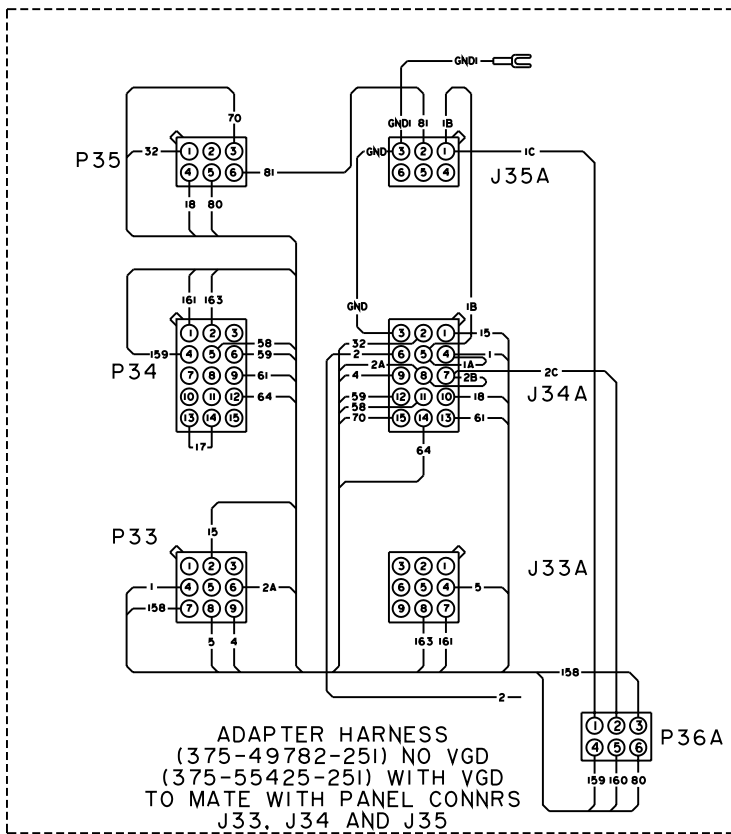 GND1
70
GND1 81 1B
P35 32 1 2 3 GND 3 2 1 1C
4 5 6 81 6 5 4 J35A
18 80
161 163 GND 1B
1 2 3 58 32 3 2 1 15
159 4 5 6 59 2 6 5 4 1 1A
P34 7 8 9 61 2A 4 9 8 7 2B 2C
10 11 12 64 59 12 11 10 18 J34A
58
13 14 15 70 15 14 13 61
17 64
15
P33 1 2 3 3 2 1 J33A
1 4 5 6 2A 6 5 4 5
158 7 8 9 9 8 7
5 4 163 161
158
2
1 2 3 P36A
4 5 6
159 160 80
ADAPTER HARNESS
(375-49782-251) NO VGD
(375-55425-251) WITH VGD
TO MATE WITH PANEL CONNRS
J33, J34 AND J35